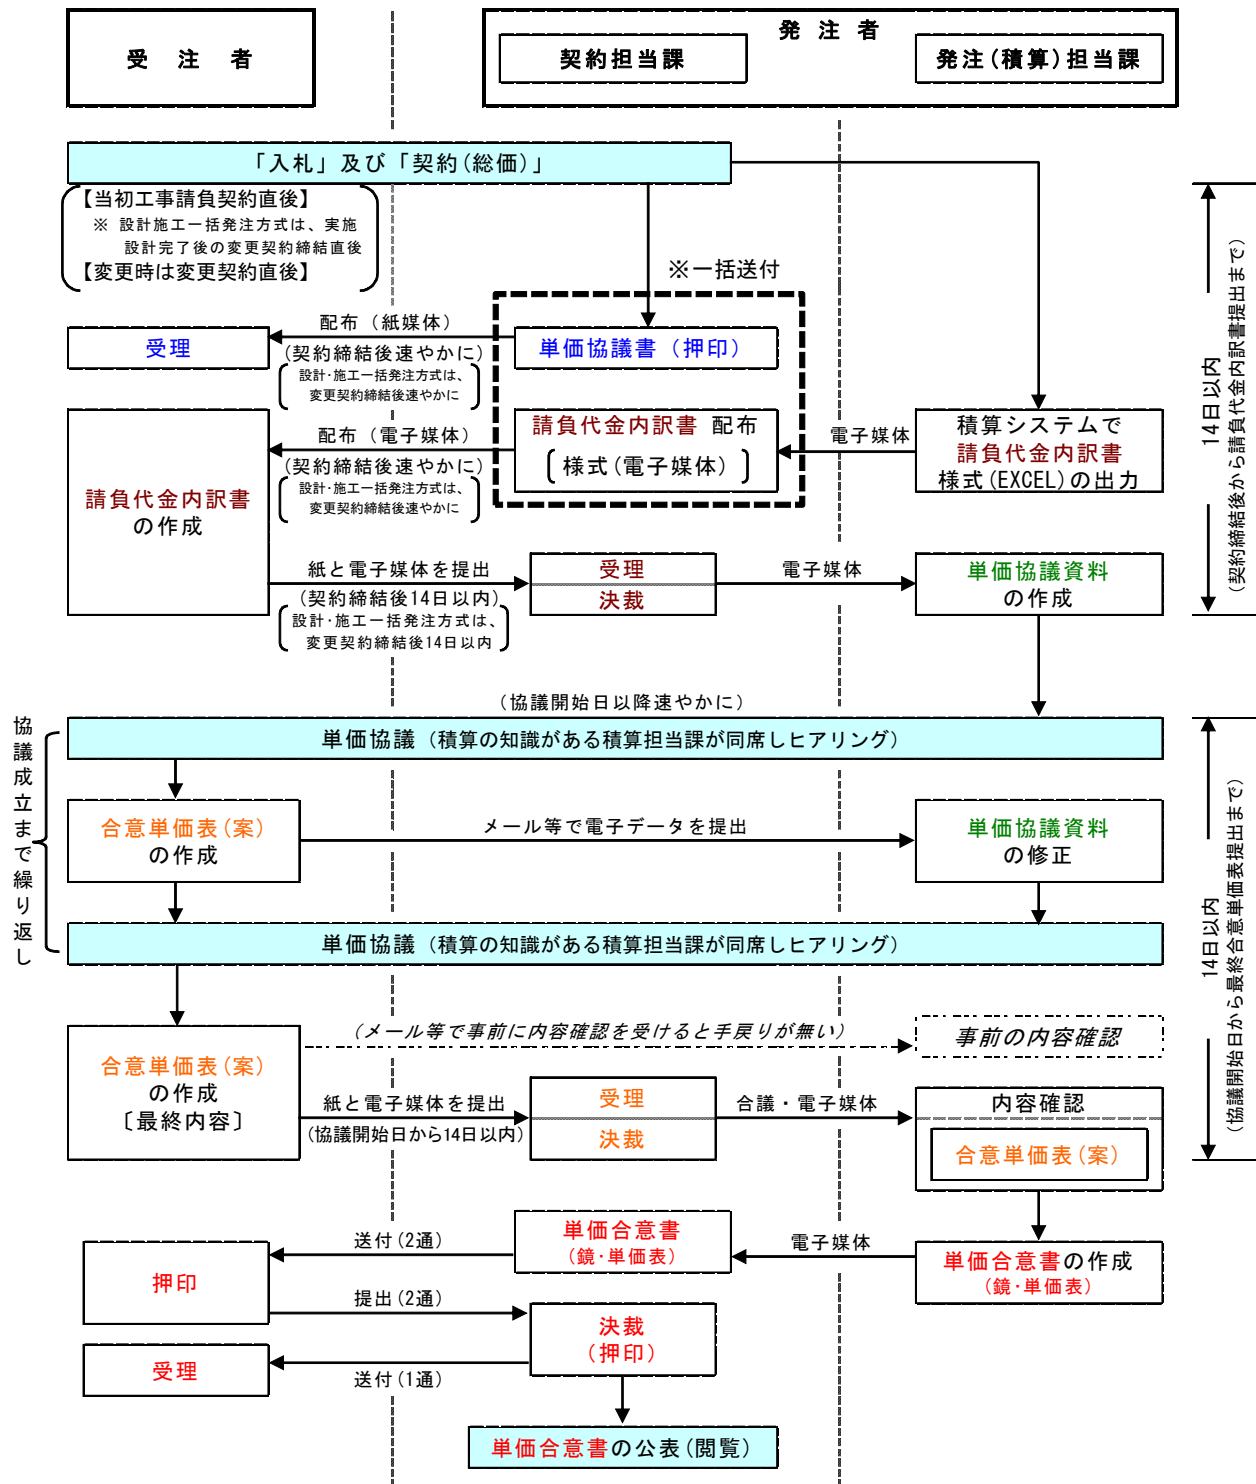 受 注 者
発 注 者
契約担当課
発注(積算)担当課
「入札」及び「契約(総価)」
【当初工事請負契約直後】
※ 設計施工一括発注方式は、実施
設計完了後の変更契約締結直後
【変更時は変更契約直後】
※一括送付
配布(紙媒体)
(契約締結後速やかに)
設計・施工一括発注方式は、
変更契約締結後速やかに
受理
単価協議書(押印)
請負代金内訳書 配布
様式(電子媒体)
電子媒体
積算システムで
請負代金内訳書
様式(EXCEL)の出力
配布(電子媒体)
(契約締結後速やかに)
設計・施工一括発注方式は、
変更契約締結後速やかに
請負代金内訳書
の作成
紙と電子媒体を提出
(契約締結後14日以内)
設計・施工一括発注方式は、
変更契約締結後14日以内
受理
決裁
電子媒体
単価協議資料
の作成
14日以内
(契約締結後から請負代金内訳書提出まで)
(協議開始日以降速やかに)
単価協議(積算の知識がある積算担当課が同席しヒアリング)
協議成立まで繰り返し
合意単価表(案)
の作成
メール等で電子データを提出
単価協議資料
の修正
単価協議(積算の知識がある積算担当課が同席しヒアリング)
14日以内
(協議開始日から最終合意単価表提出まで)
合意単価表(案)
の作成
〔最終内容〕
(メール等で事前に内容確認を受けると手戻りが無い)
事前の内容確認
紙と電子媒体を提出
(協議開始日から14日以内)
受理
決裁
合議・電子媒体
内容確認
合意単価表(案)
単価合意書の作成
(鏡・単価表)
電子媒体
単価合意書
(鏡・単価表)
送付(2通)
押印
提出(2通)
決裁
(押印)
送付(1通)
受理
単価合意書の公表(閲覧)